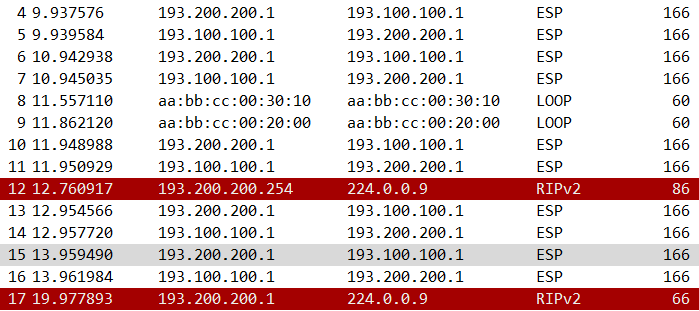 4 9.937576 193.200.200.1 193.100.100.1 ESP 166
5 9.939584 193.100.100.1 193.200.200.1 ESP 166
6 10.942938 193.200.200.1 193.100.100.1 ESP 166
7 10.945035 193.100.100.1 193.200.200.1 ESP 166
8 11.557110 aa:bb:cc:00:30:10 aa:bb:cc:00:30:10 LOOP 60
9 11.862120 aa:bb:cc:00:20:00 aa:bb:cc:00:20:00 LOOP 60
10 11.948988 193.200.200.1 193.100.100.1 ESP 166
11 11.950929 193.100.100.1 193.200.200.1 ESP 166
12 12.760917 193.200.200.254 224.0.0.9 RIPv2 86
13 12.954566 193.200.200.1 193.100.100.1 ESP 166
14 12.957720 193.100.100.1 193.200.200.1 ESP 166
15 13.959490 193.200.200.1 193.100.100.1 ESP 166
16 13.961984 193.100.100.1 193.200.200.1 ESP 166
17 19.977893 193.200.200.1 224.0.0.9 RIPv2 66